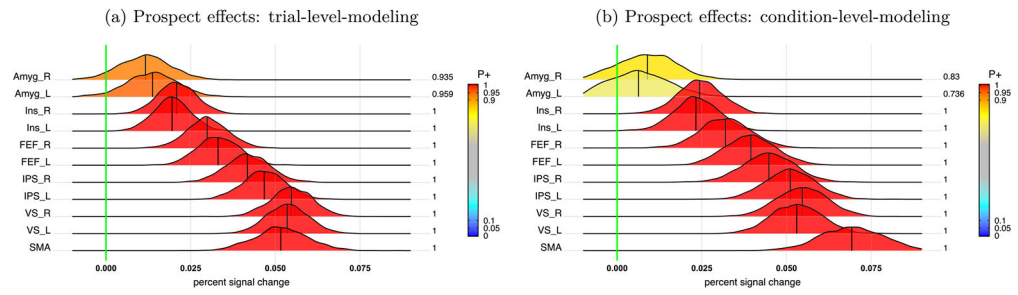 (a) Prospect effects: trial-level-modeling
Amyg_R 0.935
Amyg_L 0.959
Ins_R 1
Ins_L 1
FEF_R 1
FEF_L 1
IPS_R 1
IPS_L 1
VS_R 1
VS_L 1
SMA 1
0.000 0.025 0.050 0.075
percent signal change
P+
1
0.95
0.9
0.1
0.05
0
(b) Prospect effects: condition-level-modeling
Amyg_R 0.83
Amyg_L 0.736
Ins_R 1
Ins_L 1
FEF_R 1
FEF_L 1
IPS_R 1
IPS_L 1
VS_R 1
VS_L 1
SMA 1
0.000 0.025 0.050 0.075
percent signal change
P+
1
0.95
0.9
0.1
0.05
0